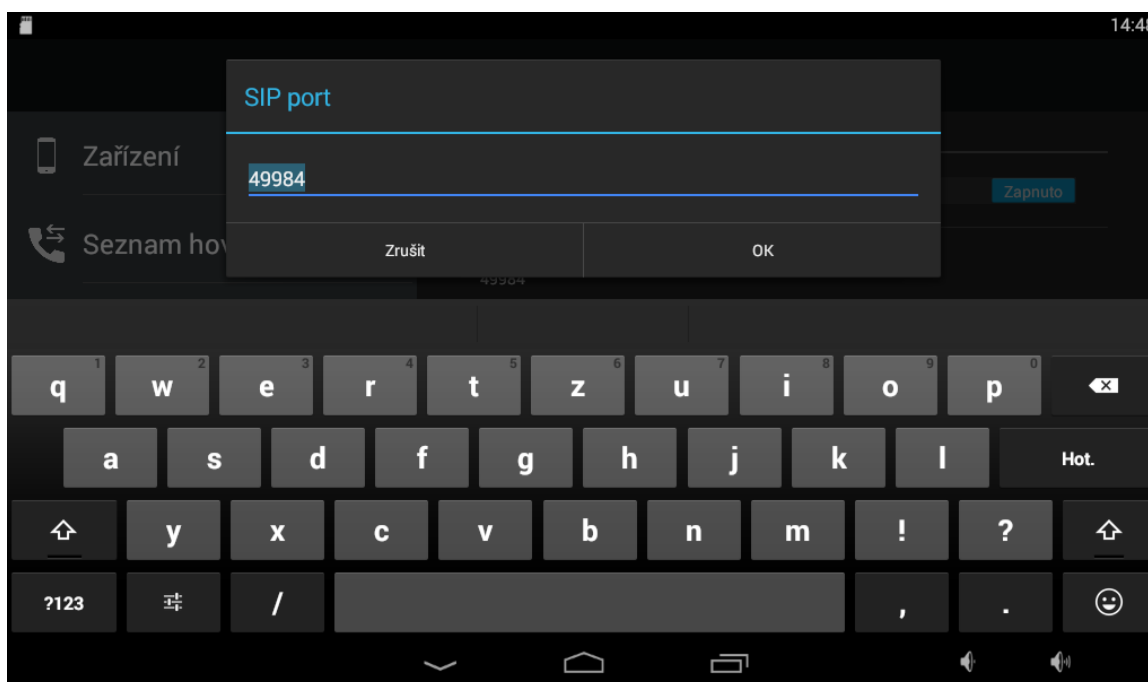 14:48
SIP port
Zařízení
49984
Zapnuto
Seznam hov
Zrušit
OK
49984
1 2 3 4 5 6 7 8 9 0
q w e r t z u i o p
a s d f g h j k l Hot.
y x c v b n m ! ?
?123 / , .